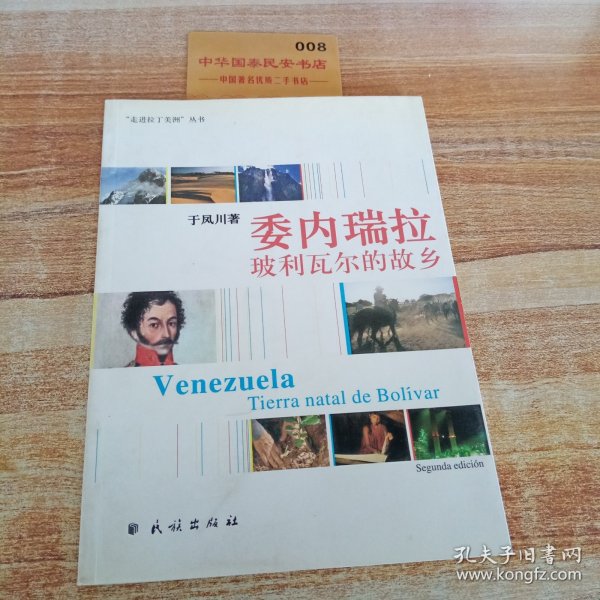 008
中华国泰民安书店
中国著名优质二手书店
“走进拉丁美洲”丛书
于凤川著
委内瑞拉
玻利瓦尔的故乡
Venezuela
Tierra natal de Bolívar
Segunda edición
民族出版社
孔夫子旧书网
www.kongfz.com